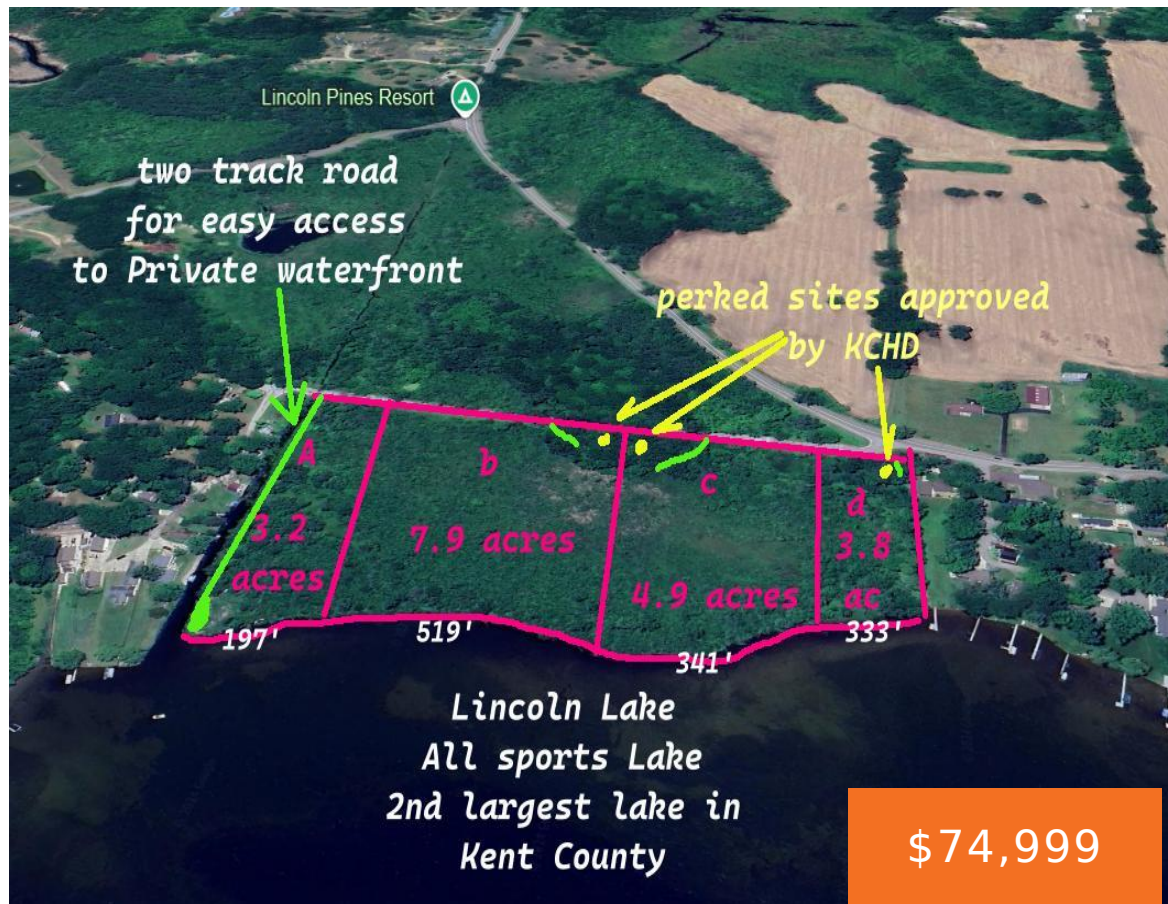 Lincoln Pines Resort
two track road
for easy access
to Private waterfront
perked sites approved
by KCHD
A
3.2
acres
b
7.9 acres
c
4.9 acres
d
3.8
ac
197'
519'
341'
333'
Lincoln Lake
All sports Lake
2nd largest lake in
Kent County
$74,999